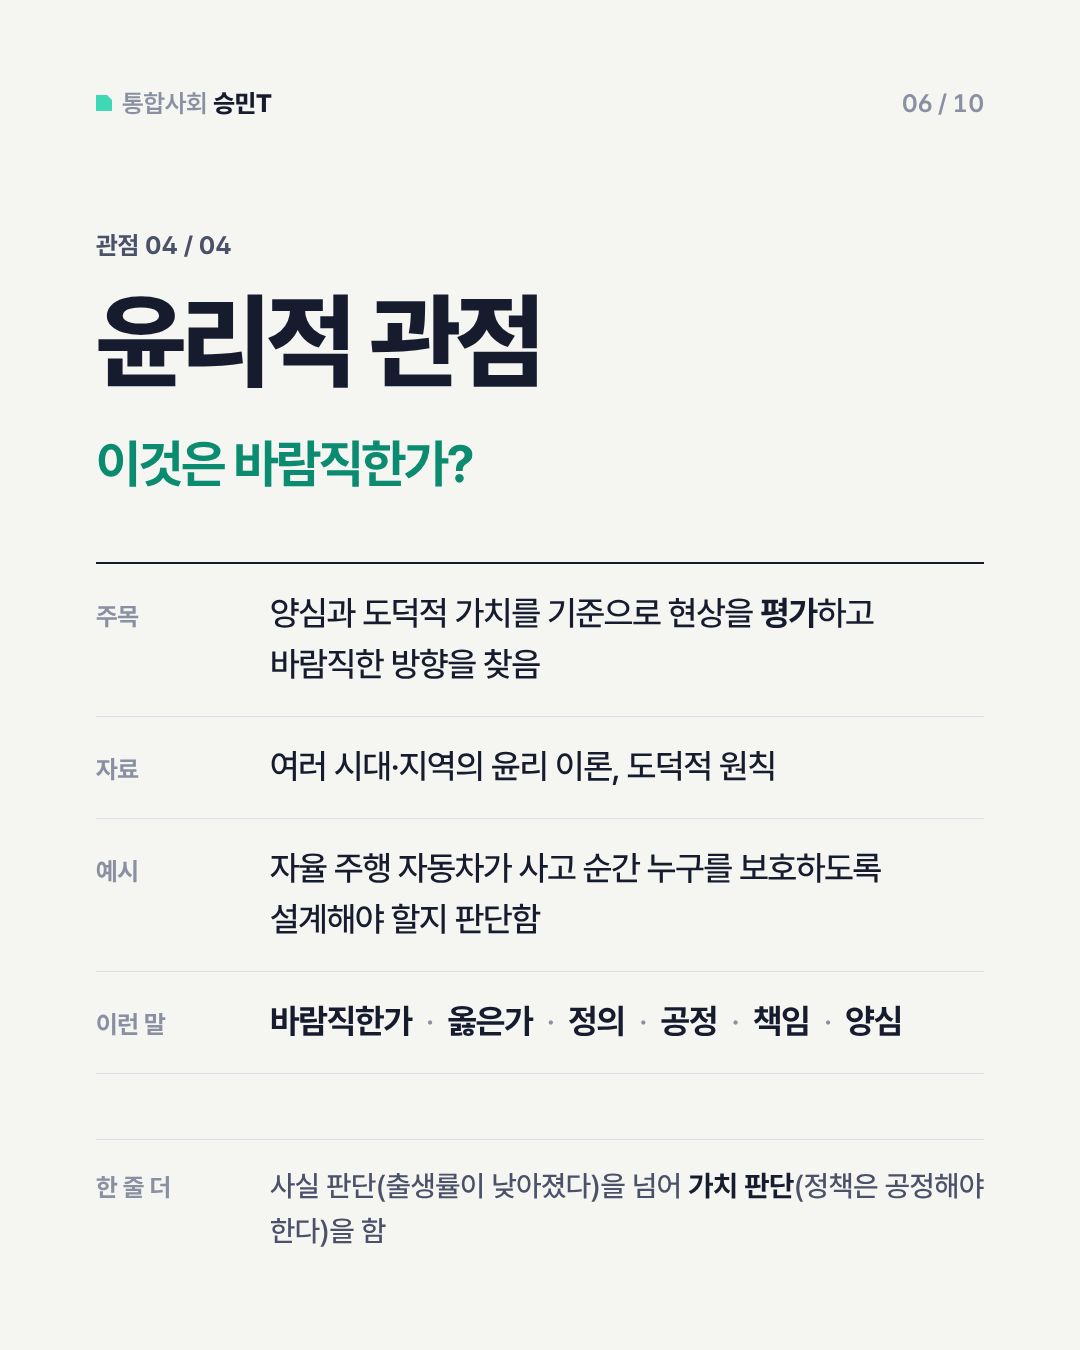 통합사회 승민T
06 / 10
관점 04 / 04
윤리적 관점
이것은 바람직한가?
주목
양심과 도덕적 가치를 기준으로 현상을 평가하고
바람직한 방향을 찾음
자료
여러 시대·지역의 윤리 이론, 도덕적 원칙
예시
자율 주행 자동차가 사고 순간 누구를 보호하도록
설계해야 할지 판단함
이런 말
바람직한가 · 옳은가 · 정의 · 공정 · 책임 · 양심
한 줄 더
사실 판단(출생률이 낮아졌다)을 넘어 가치 판단(정책은 공정해야
한다)을 함